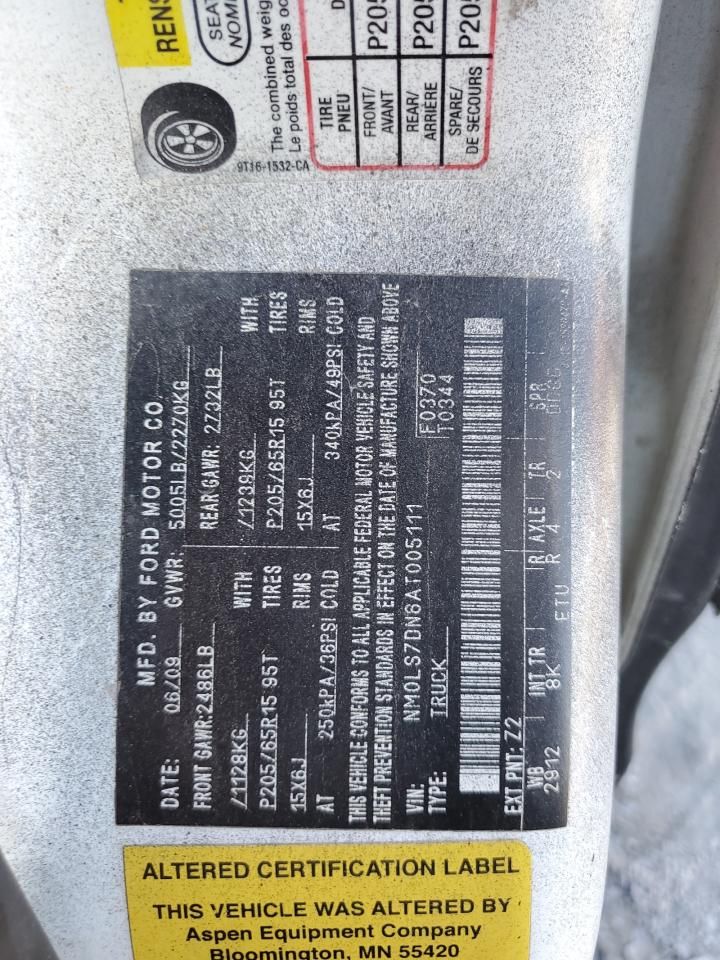 RENS
SEAT
NOMI
The combined weig
Le poids total des oc
TIRE
PNEU
D
FRONT/
AVANT
P205
REAR/
ARRIÈRE
P205
SPARE/
DE SECOURS
P205
9T16-1532-CA
MFD. BY FORD MOTOR CO.
DATE: 06/09 GVWR: 5005LB/2270KG
FRONT GAWR:2486LB REAR GAWR: 2732LB
/1128KG WITH /1239KG WITH
P205/65R15 95T TIRES P205/65R15 95T TIRES
15X6J RIMS 15X6J RIMS
AT 250kPA/36PSI COLD AT 340kPA/49PSI COLD
THIS VEHICLE CONFORMS TO ALL APPLICABLE FEDERAL MOTOR VEHICLE SAFETY AND
THEFT PREVENTION STANDARDS IN EFFECT ON THE DATE OF MANUFACTURE SHOWN ABOVE
VIN: NM0LS7DN6AT005111 F0370
TYPE: TRUCK T0344
EXT PNT: Z2
WB INT TR R AXLE TR SPR
2912 8K R 4 2
ETU
ALTERED CERTIFICATION LABEL
THIS VEHICLE WAS ALTERED BY
Aspen Equipment Company
Bloomington, MN 55420